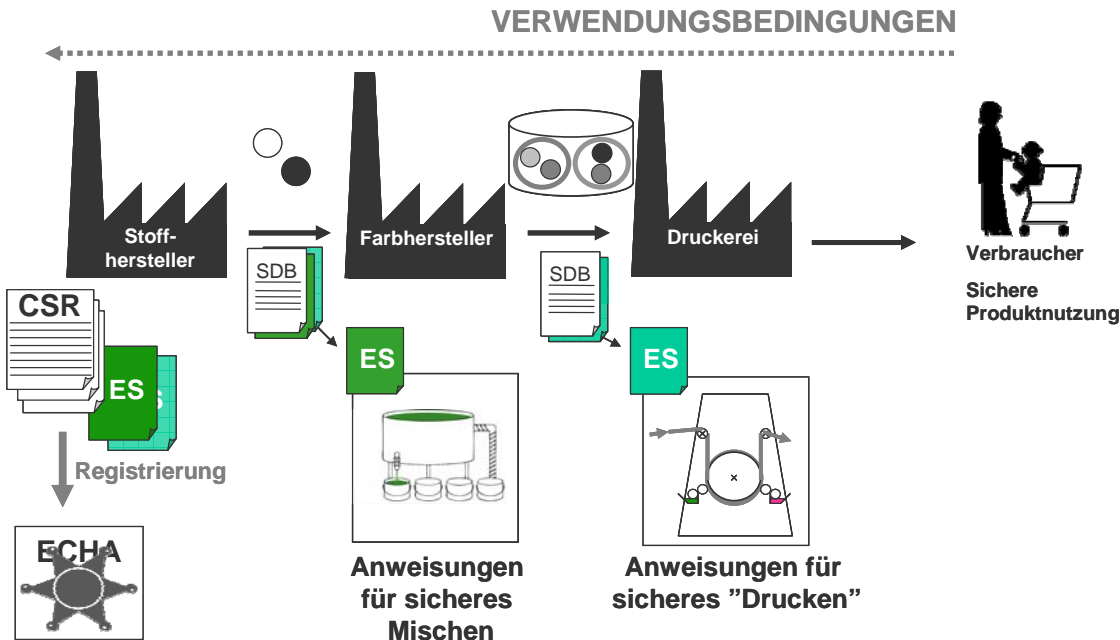 VERWENDUNGSBEDINGUNGEN
Stoff-
hersteller
Farbhersteller
Druckerei
Verbraucher
Sichere
Produktnutzung
SDB
SDB
CSR
ES
ES
ES
Registrierung
ECHA
Anweisungen
für sicheres
Mischen
Anweisungen für
sicheres ”Drucken”